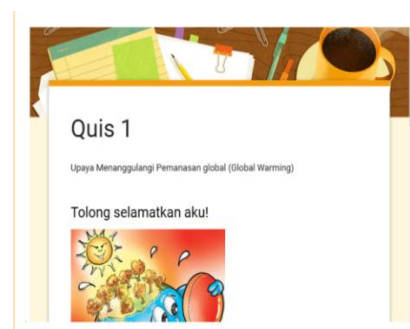 Quis 1
Upaya Menanggulangi Pemanasan global (Global Warming)
Tolong selamatkan aku!